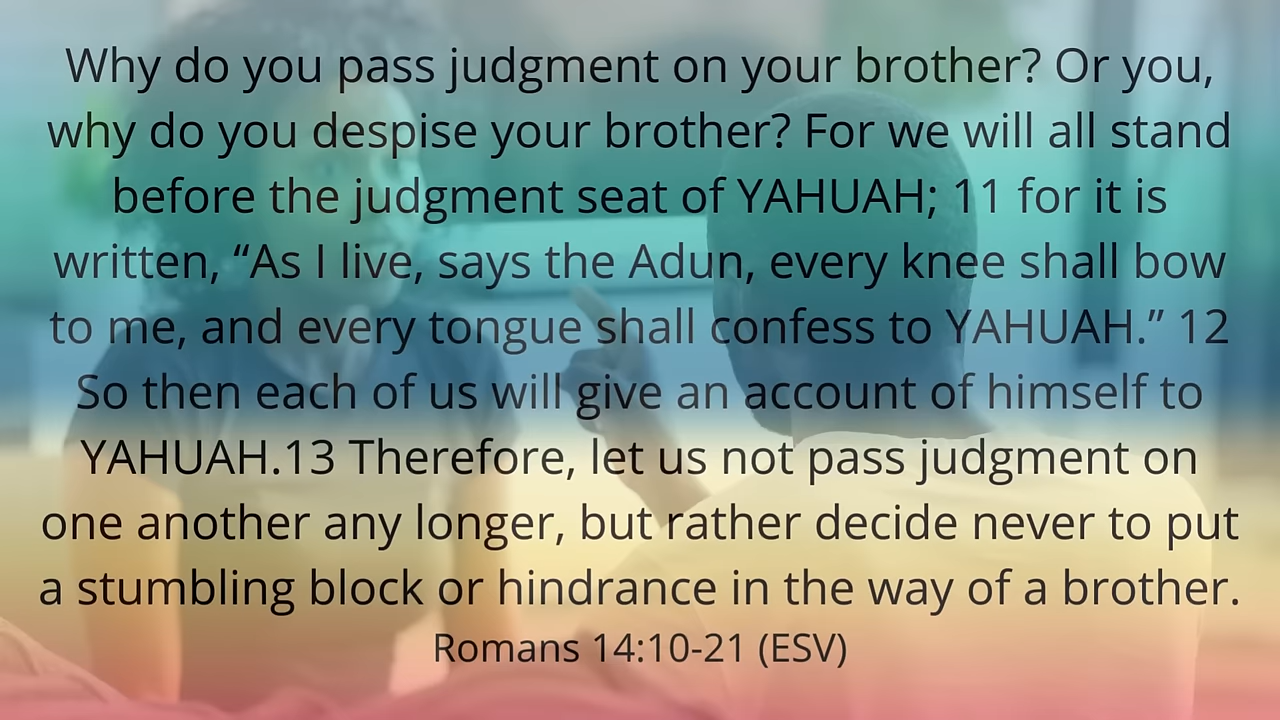 Why do you pass judgment on your brother? Or you,
why do you despise your brother? For we will all stand
before the judgment seat of YAHUAH; 11 for it is
written, “As I live, says the Adun, every knee shall bow
to me, and every tongue shall confess to YAHUAH.” 12
So then each of us will give an account of himself to
YAHUAH.13 Therefore, let us not pass judgment on
one another any longer, but rather decide never to put
a stumbling block or hindrance in the way of a brother.
Romans 14:10-21 (ESV)